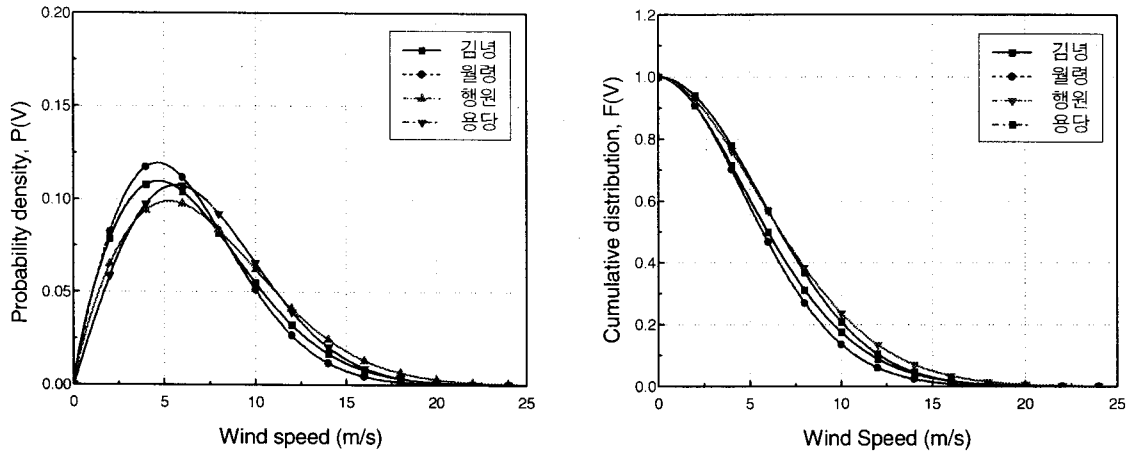 Probability density, P(V)
0.20
0.15
0.10
0.05
0.00
0
5
10
15
20
25
Wind speed (m/s)
김녕
월령
행원
용당
Cumulative distribution, F(V)
1.2
1.0
0.8
0.6
0.4
0.2
0.0
0
5
10
15
20
25
Wind Speed (m/s)
김녕
월령
행원
용당